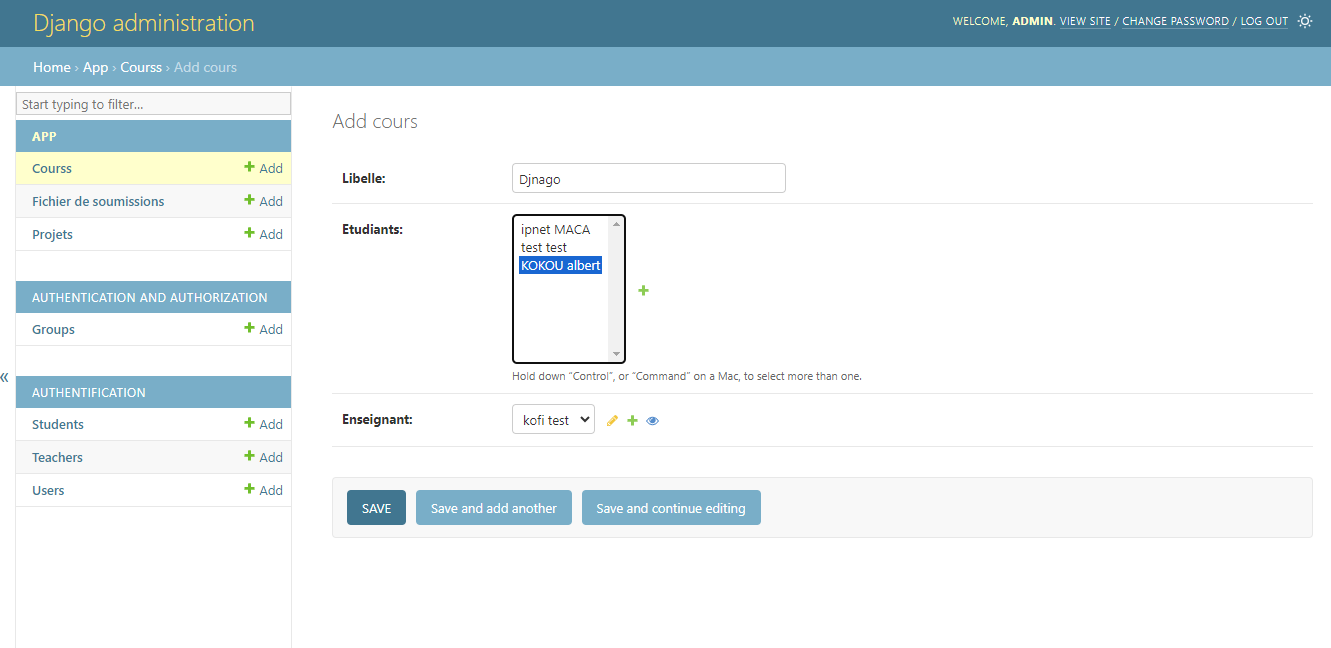 Django administration
WELCOME, ADMIN. VIEW SITE / CHANGE PASSWORD / LOG OUT
Home › App › Courss › Add cours
Start typing to filter...
APP
Courss + Add
Fichier de soumissions + Add
Projets + Add
AUTHENTICATION AND AUTHORIZATION
Groups + Add
AUTHENTIFICATION
Students + Add
Teachers + Add
Users + Add
«
Add cours
Libelle: Djnago
Etudiants:
ipnet MACA
test test
KOKOU albert
Hold down “Control”, or “Command” on a Mac, to select more than one.
Enseignant: kofi test
SAVE Save and add another Save and continue editing